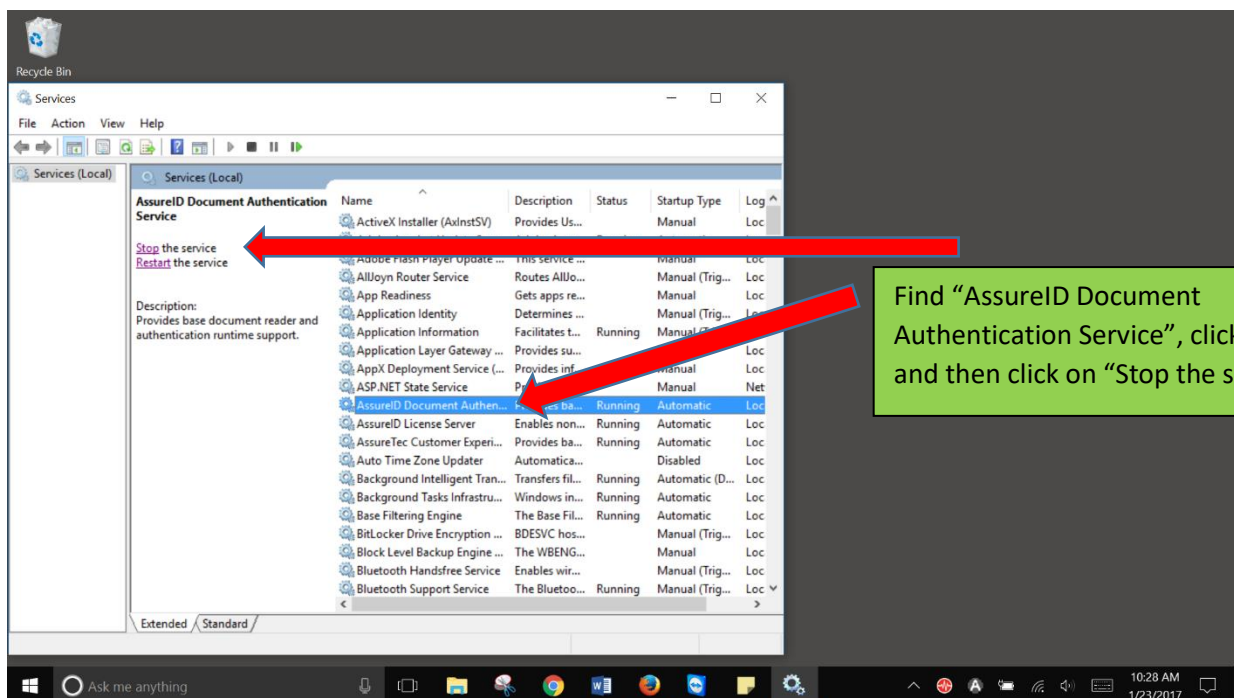 Recycle Bin
Services
File Action View Help
Services (Local)
Services (Local)
AssureID Document Authentication
Service
Stop the service
Restart the service
Description:
Provides base document reader and
authentication runtime support.
Name Description Status Startup Type Log
ActiveX Installer (AxInstSV) Provides Us... Manual Loc
Adobe Flash Player Update ... This service ... Manual Loc
AllJoyn Router Service Routes AllJo... Manual (Trig... Loc
App Readiness Gets apps re... Manual Loc
Application Identity Determines ... Manual (Trig...
Application Information Facilitates t... Running Manual
Application Layer Gateway ... Provides su... Loc
AppX Deployment Service (... Provides inf... Manual Loc
ASP.NET State Service Manual Net
AssureID Document Authen... Running Automatic Loc
AssureID License Server Enables non... Running Automatic Loc
AssureTec Customer Experi... Provides ba... Running Automatic Loc
Auto Time Zone Updater Automatica... Disabled Loc
Background Intelligent Tran... Transfers fil... Running Automatic (D... Loc
Background Tasks Infrastru... Windows in... Running Automatic Loc
Base Filtering Engine The Base Fil... Running Automatic Loc
BitLocker Drive Encryption ... BDESVC hos... Manual (Trig... Loc
Block Level Backup Engine ... The WBENG... Manual Loc
Bluetooth Handsfree Service Enables wir... Manual (Trig... Loc
Bluetooth Support Service The Bluetoo... Running Manual (Trig... Loc
Extended Standard
Find “AssureID Document
Authentication Service”, click
and then click on “Stop the s
Ask me anything
10:28 AM
1/23/2017